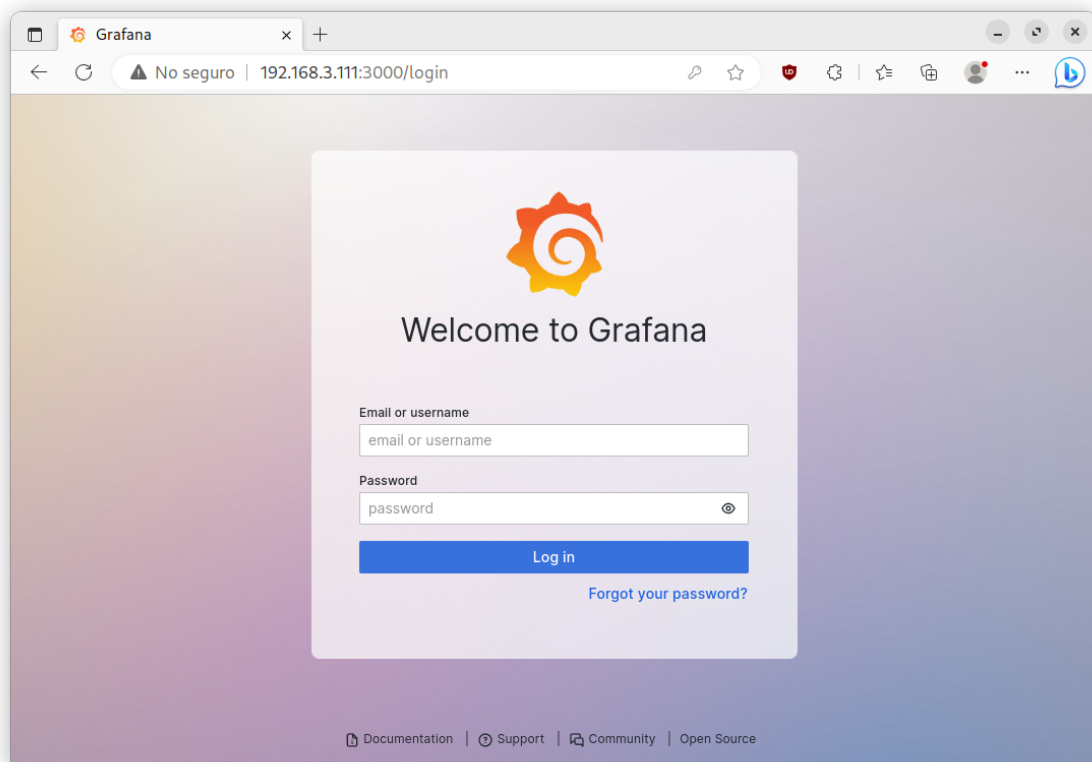 Grafana
No seguro | 192.168.3.111:3000/login
Welcome to Grafana
Email or username
email or username
Password
password
Log in
Forgot your password?
Documentation | Support | Community | Open Source